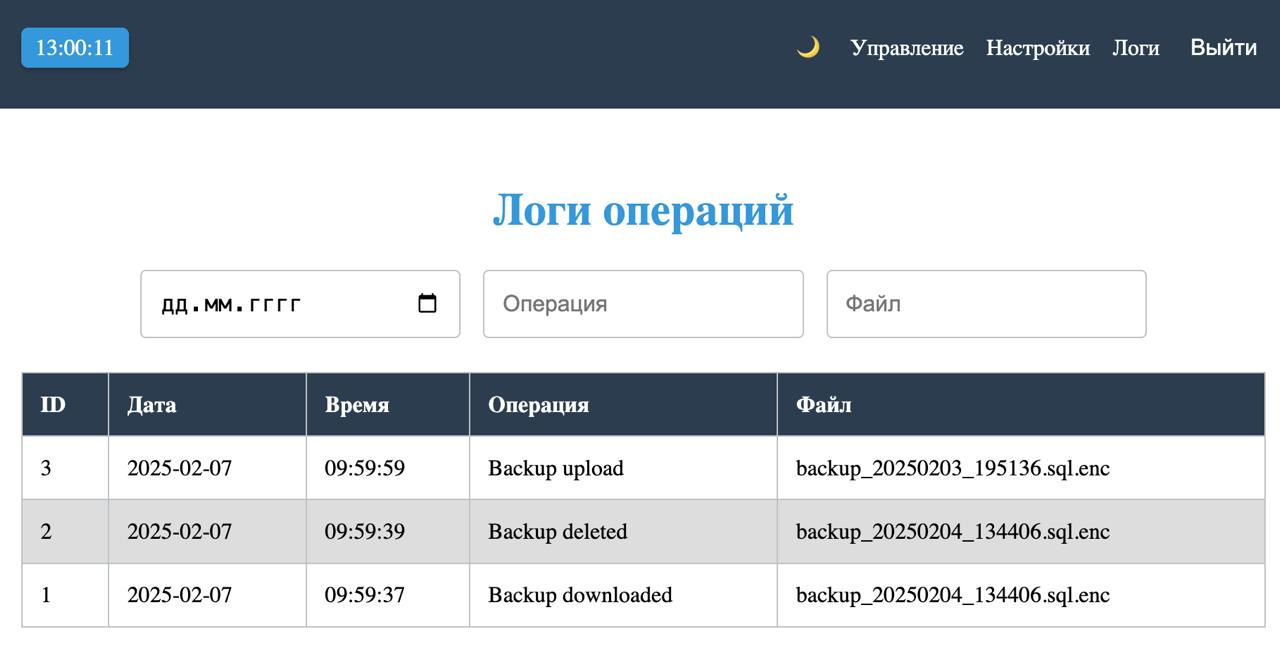 13:00:11 🌙 Управление Настройки Логи Выйти
Логи операций
дд.мм.гггг Операция Файл
ID Дата Время Операция Файл
3 2025-02-07 09:59:59 Backup upload backup_20250203_195136.sql.enc
2 2025-02-07 09:59:39 Backup deleted backup_20250204_134406.sql.enc
1 2025-02-07 09:59:37 Backup downloaded backup_20250204_134406.sql.enc